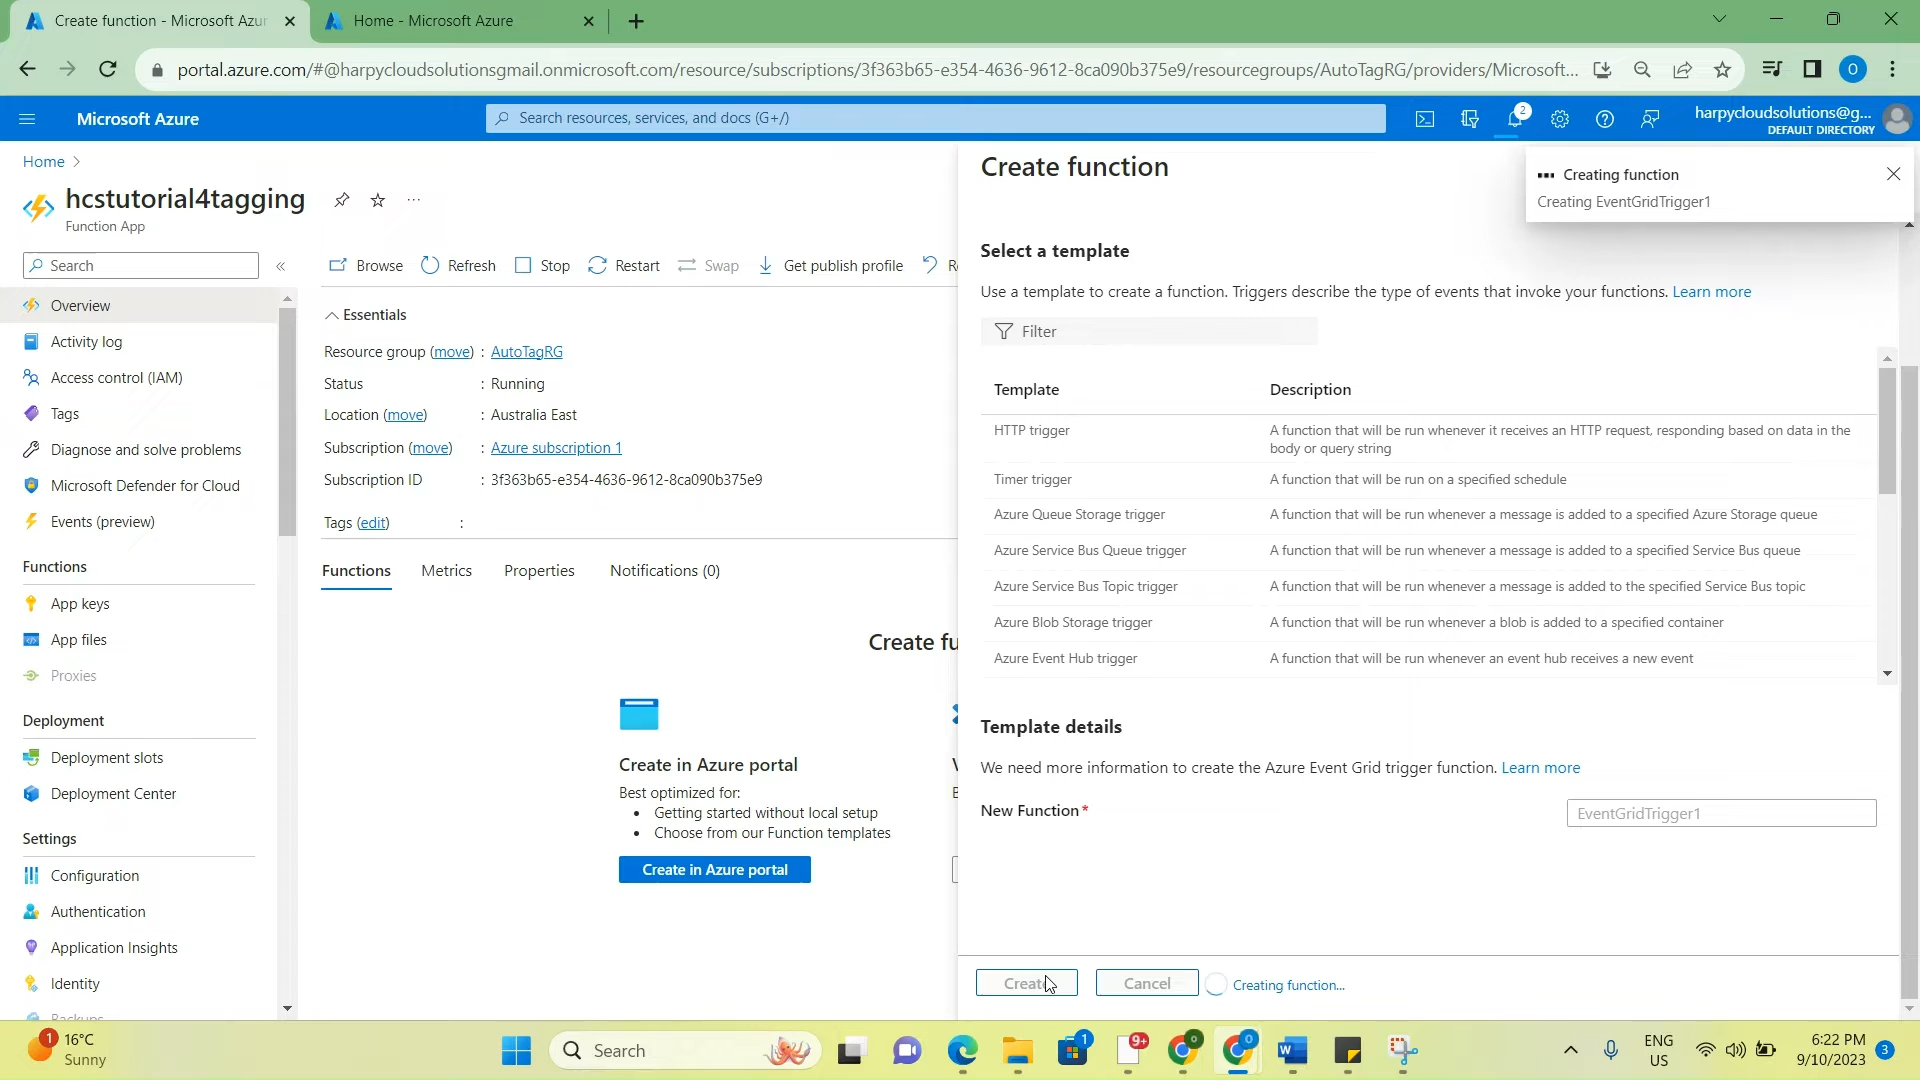 Create function - Microsoft Azur
Home - Microsoft Azure
portal.azure.com/#@harpycloudsolutionsgmail.onmicrosoft.com/resource/subscriptions/3f363b65-e354-4636-9612-8ca090b375e9/resourcegroups/AutoTagRG/providers/Microsoft...
O
Microsoft Azure
Search resources, services, and docs (G+/)
2
harpycloudsolutions@g...
DEFAULT DIRECTORY
Home >
hcstutorial4tagging
...
Function App
Search
«
Overview
Activity log
Access control (IAM)
Tags
Diagnose and solve problems
Microsoft Defender for Cloud
Events (preview)
Functions
App keys
App files
Proxies
Deployment
Deployment slots
Deployment Center
Settings
Configuration
Authentication
Application Insights
Identity
Backups
Browse
Refresh
Stop
Restart
Swap
Get publish profile
Re
Essentials
Resource group (move) : AutoTagRG
Status : Running
Location (move) : Australia East
Subscription (move) : Azure subscription 1
Subscription ID : 3f363b65-e354-4636-9612-8ca090b375e9
Tags (edit) :
Functions
Metrics
Properties
Notifications (0)
Create fu
Create in Azure portal
Best optimized for:
• Getting started without local setup
• Choose from our Function templates
Create in Azure portal
Create function
Creating function
Creating EventGridTrigger1
Select a template
Use a template to create a function. Triggers describe the type of events that invoke your functions. Learn more
Filter
Template Description
HTTP trigger A function that will be run whenever it receives an HTTP request, responding based on data in the
body or query string
Timer trigger A function that will be run on a specified schedule
Azure Queue Storage trigger A function that will be run whenever a message is added to a specified Azure Storage queue
Azure Service Bus Queue trigger A function that will be run whenever a message is added to a specified Service Bus queue
Azure Service Bus Topic trigger A function that will be run whenever a message is added to the specified Service Bus topic
Azure Blob Storage trigger A function that will be run whenever a blob is added to a specified container
Azure Event Hub trigger A function that will be run whenever an event hub receives a new event
Template details
We need more information to create the Azure Event Grid trigger function. Learn more
New Function*
EventGridTrigger1
Create
Cancel
Creating function...
1
16°C
Sunny
Search
1
9+
ENG
US
6:22 PM
9/10/2023
3